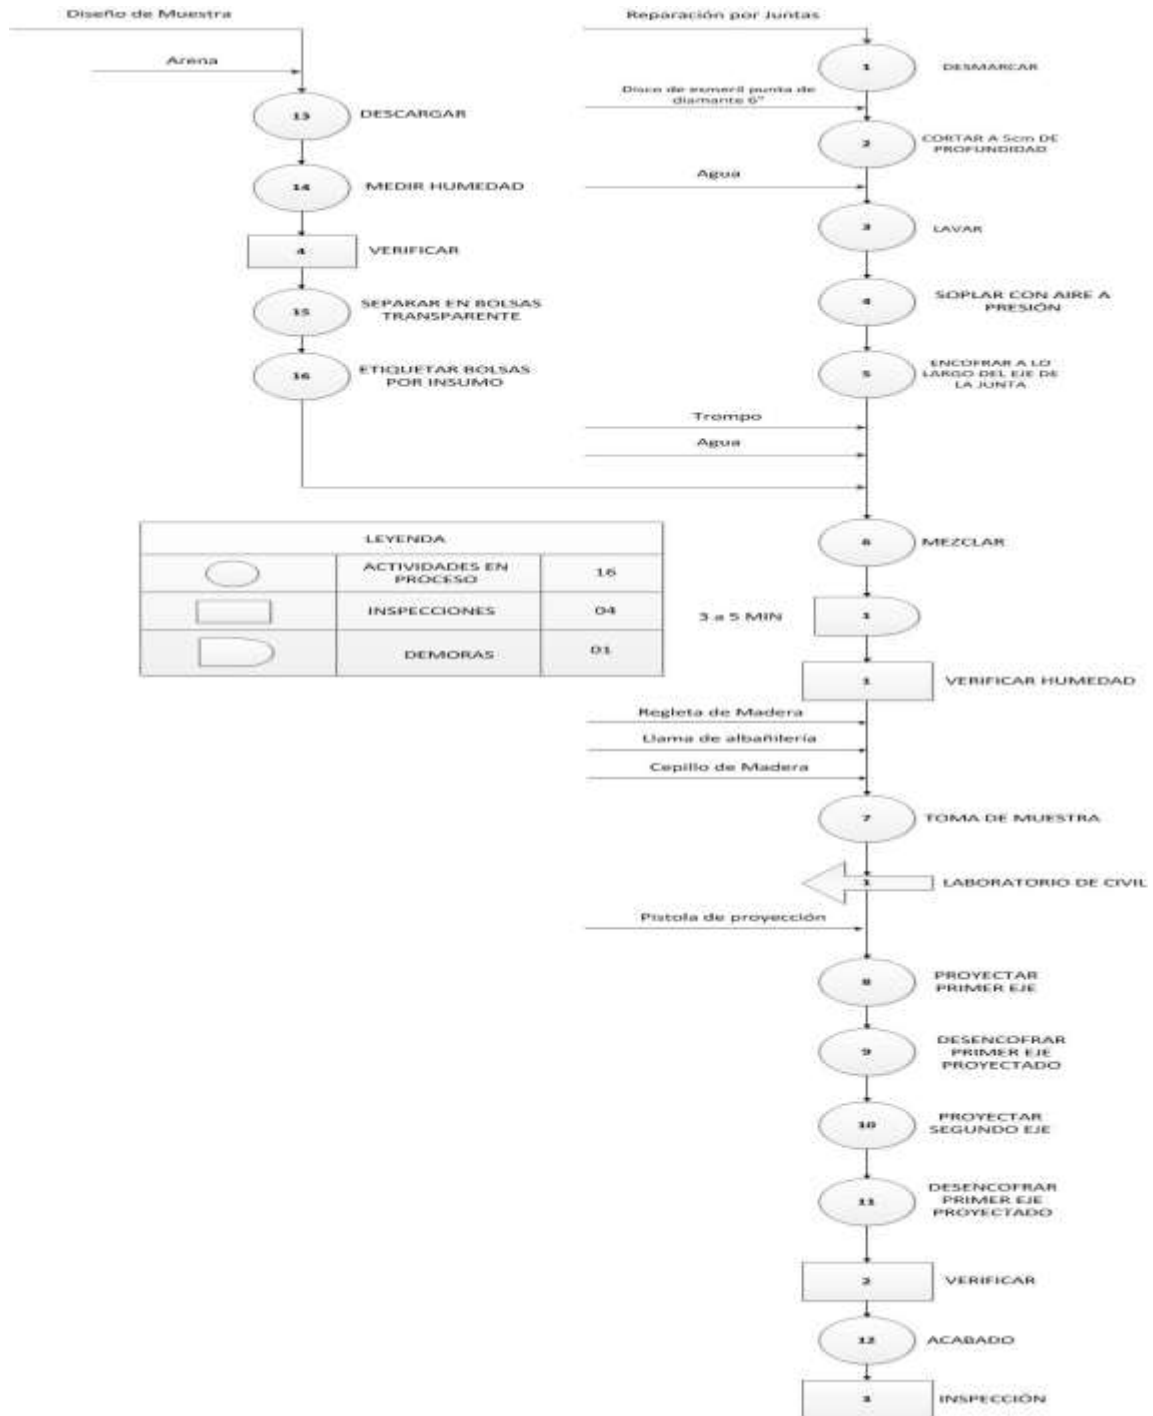 Diseño de Muestra
Arena
13
DESCARGAR
14
MEDIR HUMEDAD
4
VERIFICAR
15
SEPARAR EN BOLSAS
TRANSPARENTE
16
ETIQUETAR BOLSAS
POR INSUMO
Reparación por Juntas
1
DESMARCAR
Disco de esmeril punta de
diamante 6"
2
CORTAR A 5cm DE
PROFUNDIDAD
Agua
3
LAVAR
4
SOPLAR CON AIRE A
PRESIÓN
5
ENCOFRAR A LO
LARGO DEL EJE DE
LA JUNTA
Trompo
Agua
6
MEZCLAR
3 a 5 MIN
1
1
VERIFICAR HUMEDAD
Regleta de Madera
Llama de albañilería
Cepillo de Madera
7
TOMA DE MUESTRA
1
LABORATORIO DE CIVIL
Pistola de proyección
8
PROYECTAR
PRIMER EJE
9
DESENCOFRAR
PRIMER EJE
PROYECTADO
10
PROYECTAR
SEGUNDO EJE
11
DESENCOFRAR
PRIMER EJE
PROYECTADO
2
VERIFICAR
12
ACABADO
INSPECCIÓN
LEYENDA
ACTIVIDADES EN
PROCESO
16
INSPECCIONES
04
DEMORAS
01